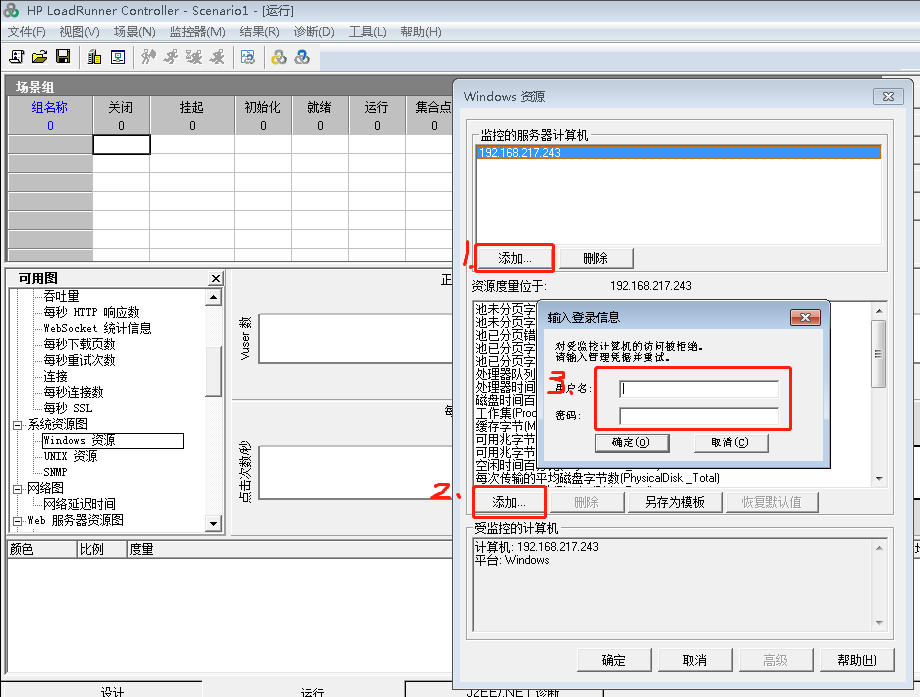 HP LoadRunner Controller - Scenario1 - [运行]
文件(F) 视图(V) 场景(N) 监控器(M) 结果(R) 诊断(D) 工具(L) 帮助(H)
场景组
组名称 关闭 挂起 初始化 就绪 运行 集合点
0 0 0 0 0 0 0
可用图
吞吐量
每秒 HTTP 响应数
WebSocket 统计信息
每秒下载页数
每秒重试次数
连接
每秒连接数
每秒 SSL
系统资源图
Windows 资源
UNIX 资源
SNMP
网络图
网络延迟时间
Web 服务器资源图
正
Vuser 数
每
点击次数/秒
颜色 比例 度量
设计 运行 J2EE/.NET 诊断
Windows 资源
监控的服务器计算机
192.168.217.243
1.
添加... 删除
资源度量位于: 192.168.217.243
池未分页字
池未分页字
池已分页错
池已分页字
池已分页字
处理器队列
处理器时间
磁盘时间百
工作集(Proc
缓存字节(M
可用兆字节
可用兆字节
空闲时间百
每次传输的平均磁盘字节数(PhysicalDisk _Total)
输入登录信息
对受监控计算机的访问被拒绝。
请输入管理凭据并重试。
3、
用户名:
密码:
确定(O) 取消(C)
2、
添加... 删除 另存为模板 恢复默认值
受监控的计算机
计算机: 192.168.217.243
平台: Windows
确定 取消 高级 帮助(H)